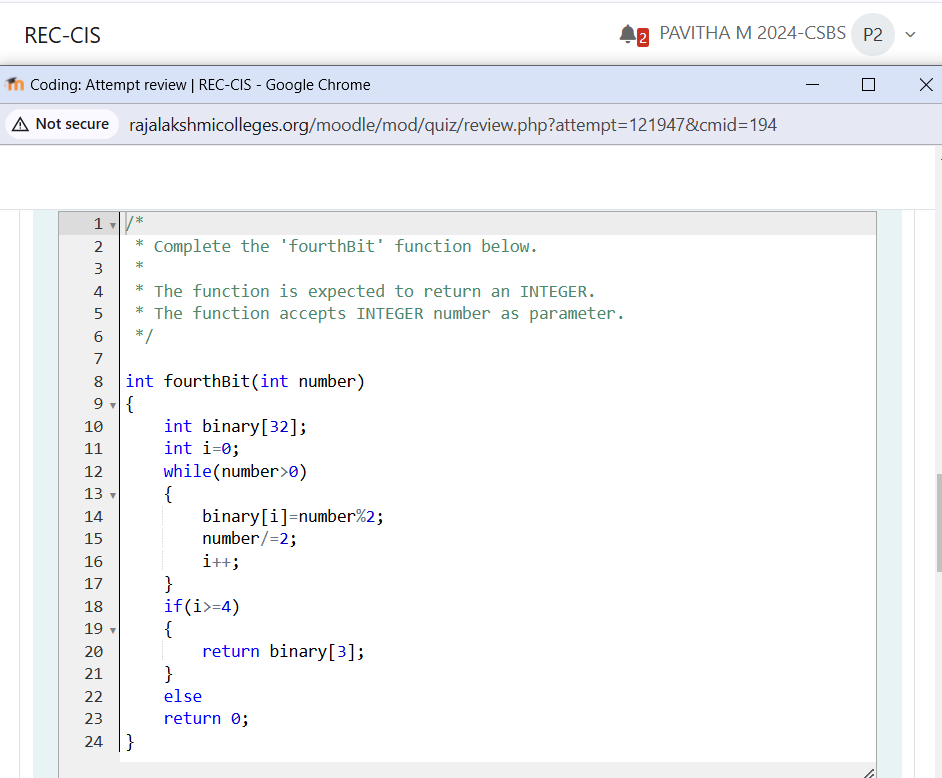 REC-CIS 2 PAVITHA M 2024-CSBS P2
Coding: Attempt review | REC-CIS - Google Chrome
Not secure rajalakshmicolleges.org/moodle/mod/quiz/review.php?attempt=121947&cmid=194
1 /*
2  * Complete the 'fourthBit' function below.
3  *
4  * The function is expected to return an INTEGER.
5  * The function accepts INTEGER number as parameter.
6  */
7
8 int fourthBit(int number)
9 {
10     int binary[32];
11     int i=0;
12     while(number>0)
13     {
14         binary[i]=number%2;
15         number/=2;
16         i++;
17     }
18     if(i>=4)
19     {
20         return binary[3];
21     }
22     else
23     return 0;
24 }